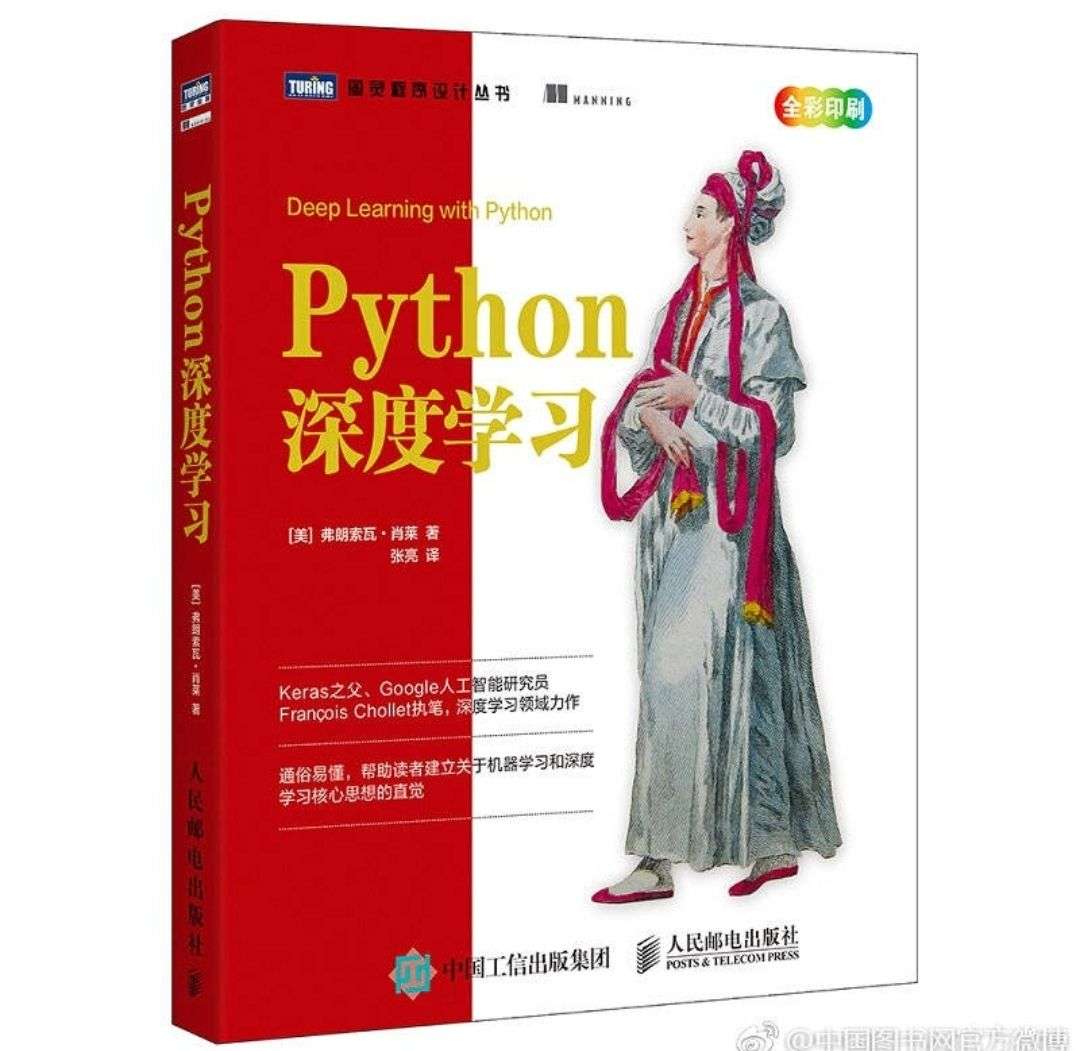 TURING 图灵程序设计丛书 MANNING
全彩印刷
Deep Learning with Python
Python
深度学习
[美] 弗朗索瓦·肖莱 著
张亮 译
Keras之父、Google人工智能研究员
François Chollet执笔，深度学习领域力作
通俗易懂，帮助读者建立关于机器学习和深度
学习核心思想的直觉
中国工信出版集团
人民邮电出版社
POSTS & TELECOM PRESS
TURING
Python深度学习
[美] 弗朗索瓦·肖莱 著
人民邮电出版社
@中国图书网官方微博